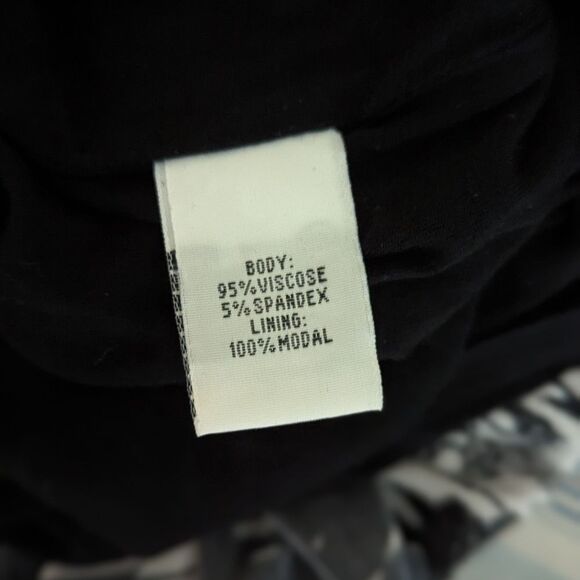 BODY:
95%VISCOSE
5%SPANDEX
LINING:
100%MODAL